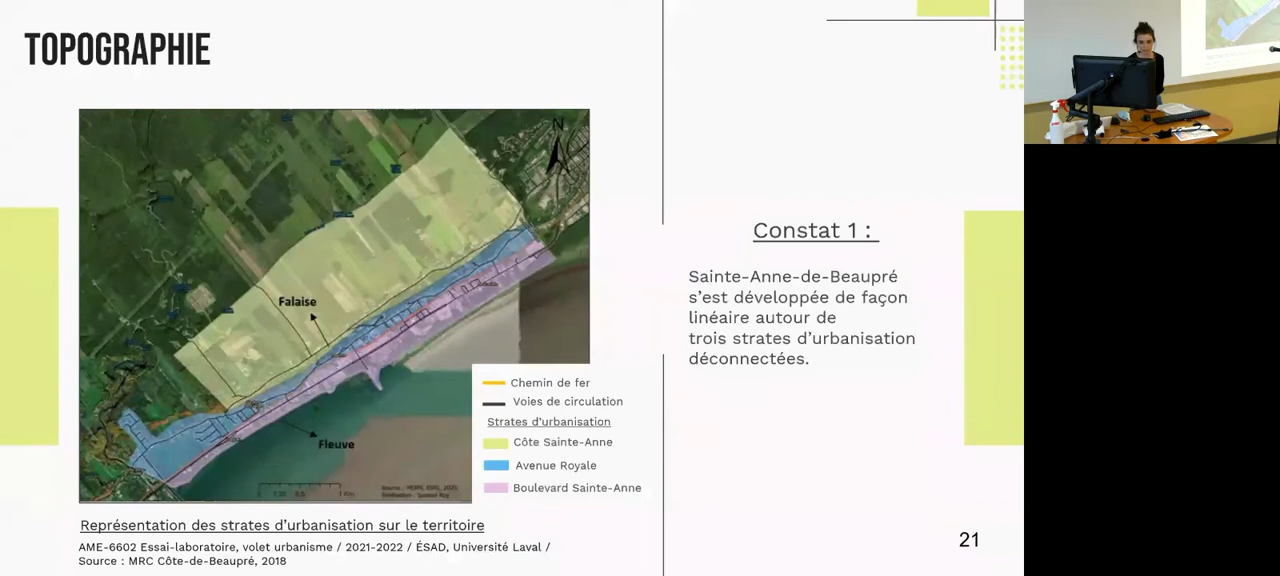 TOPOGRAPHIE
N
Falaise
Fleuve
Chemin de fer
Voies de circulation
Strates d'urbanisation
Côte Sainte-Anne
Avenue Royale
Boulevard Sainte-Anne
Représentation des strates d'urbanisation sur le territoire
AME-6602 Essai-laboratoire, volet urbanisme / 2021-2022 / ÉSAD, Université Laval /
Source : MRC Côte-de-Beaupré, 2018
Constat 1 :
Sainte-Anne-de-Beaupré
s'est développée de façon
linéaire autour de
trois strates d'urbanisation
déconnectées.
21